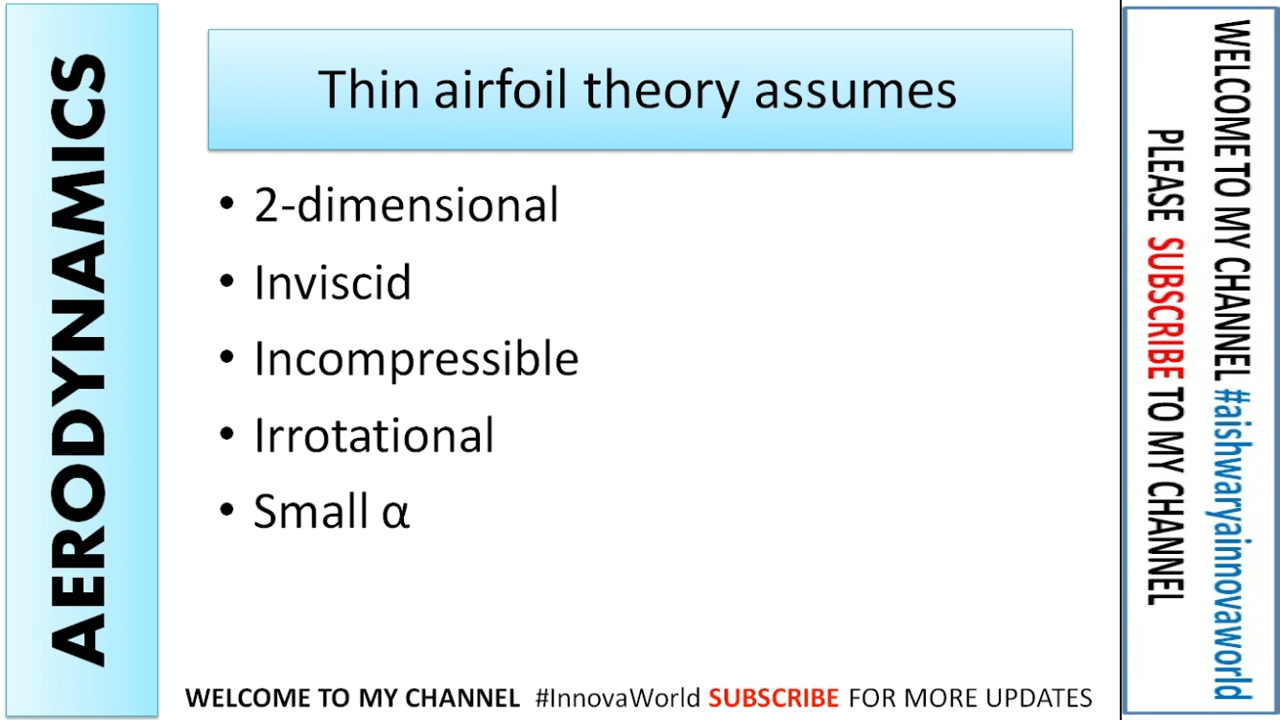 AERODYNAMICS
Thin airfoil theory assumes
• 2-dimensional
• Inviscid
• Incompressible
• Irrotational
• Small α
WELCOME TO MY CHANNEL #InnovaWorld SUBSCRIBE FOR MORE UPDATES
WELCOME TO MY CHANNEL #aishwaryainnovaworld
PLEASE SUBSCRIBE TO MY CHANNEL